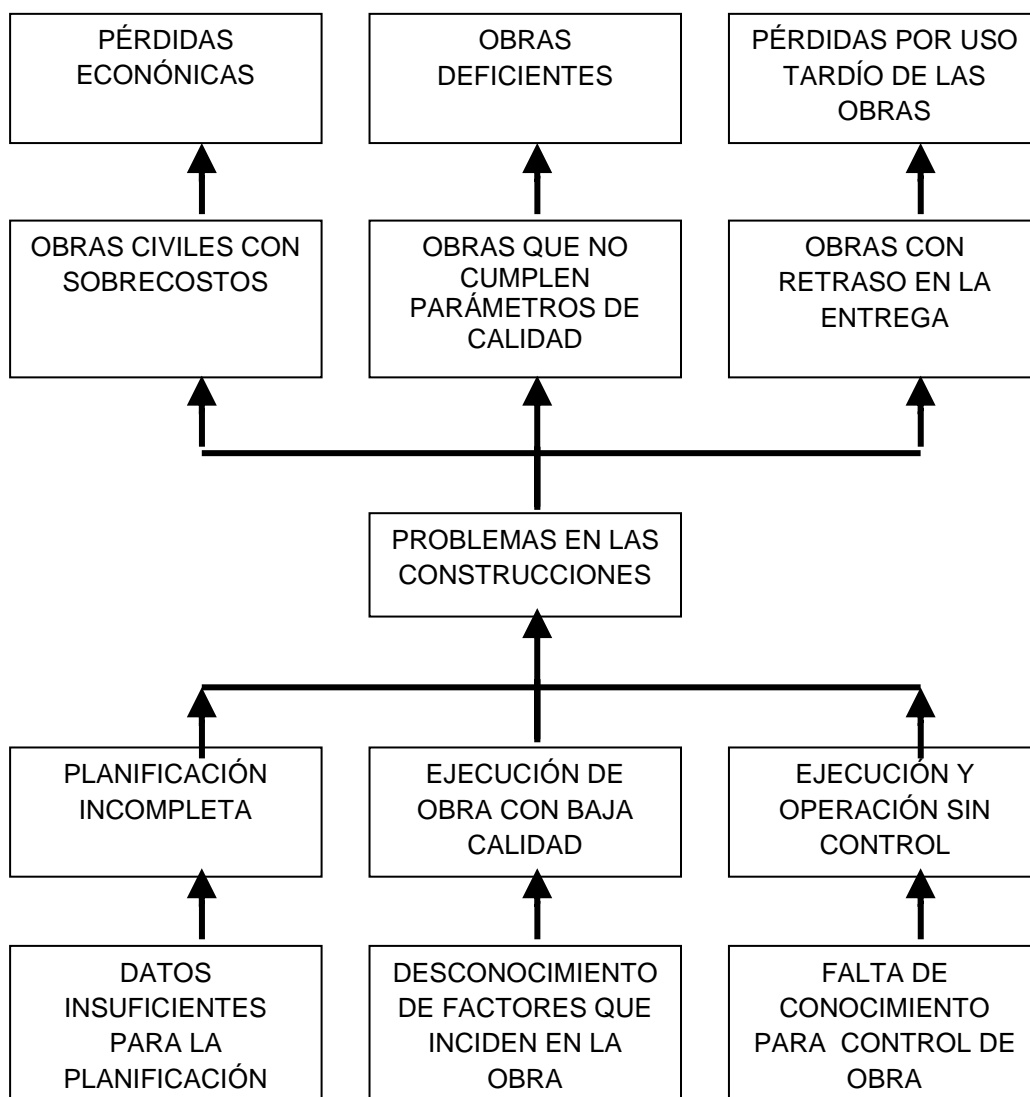 PÉRDIDAS
ECONÓNICAS
OBRAS
DEFICIENTES
PÉRDIDAS POR USO
TARDÍO DE LAS
OBRAS
OBRAS CIVILES CON
SOBRECOSTOS
OBRAS QUE NO
CUMPLEN
PARÁMETROS DE
CALIDAD
OBRAS CON
RETRASO EN LA
ENTREGA
PROBLEMAS EN LAS
CONSTRUCCIONES
PLANIFICACIÓN
INCOMPLETA
EJECUCIÓN DE
OBRA CON BAJA
CALIDAD
EJECUCIÓN Y
OPERACIÓN SIN
CONTROL
DATOS
INSUFICIENTES
PARA LA
PLANIFICACIÓN
DESCONOCIMIENTO
DE FACTORES QUE
INCIDEN EN LA
OBRA
FALTA DE
CONOCIMIENTO
PARA  CONTROL DE
OBRA